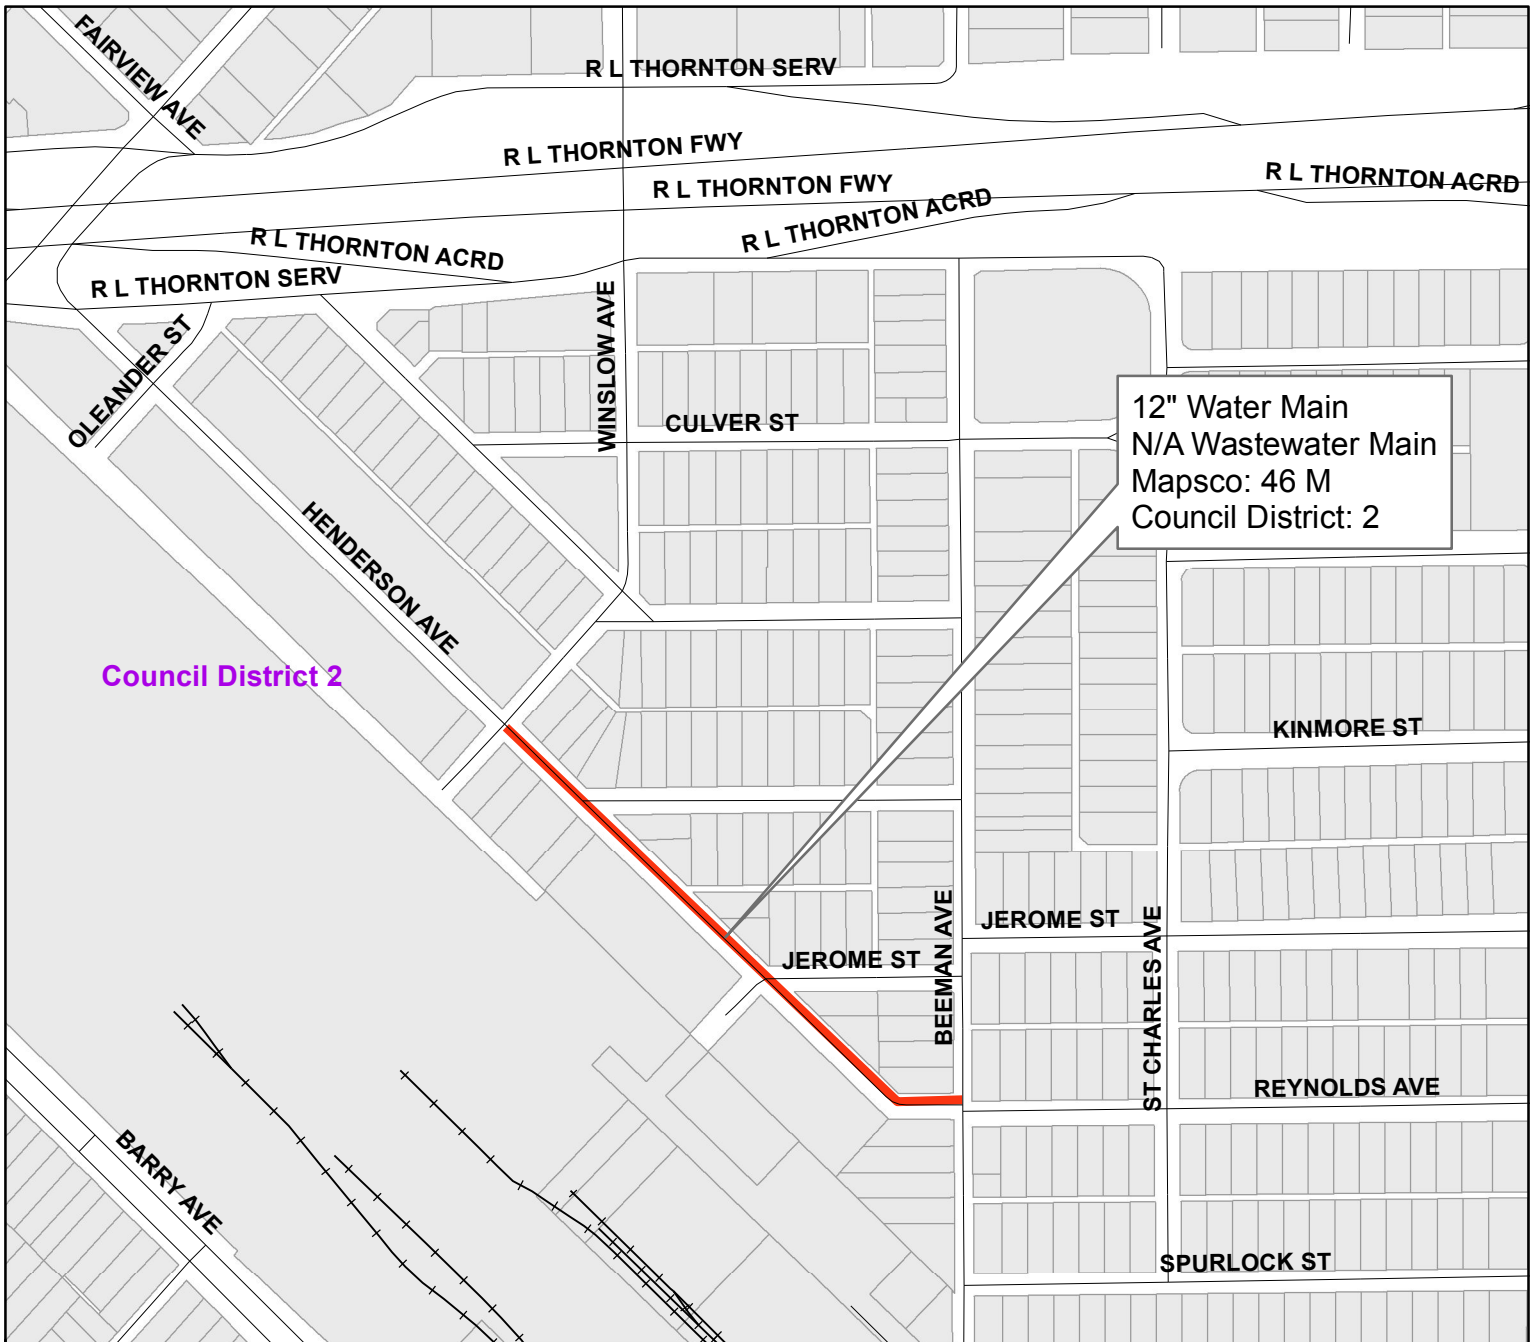 FAIRVIEW AVE
R L THORNTON SERV
R L THORNTON FWY
R L THORNTON FWY
R L THORNTON ACRD
R L THORNTON ACRD
R L THORNTON ACRD
R L THORNTON SERV
OLEANDER ST
WINSLOW AVE
CULVER ST
12" Water Main
N/A Wastewater Main
Mapsco: 46 M
Council District: 2
HENDERSON AVE
Council District 2
KINMORE ST
JEROME ST
JEROME ST
BEEMAN AVE
ST CHARLES AVE
REYNOLDS AVE
BARRY AVE
SPURLOCK ST